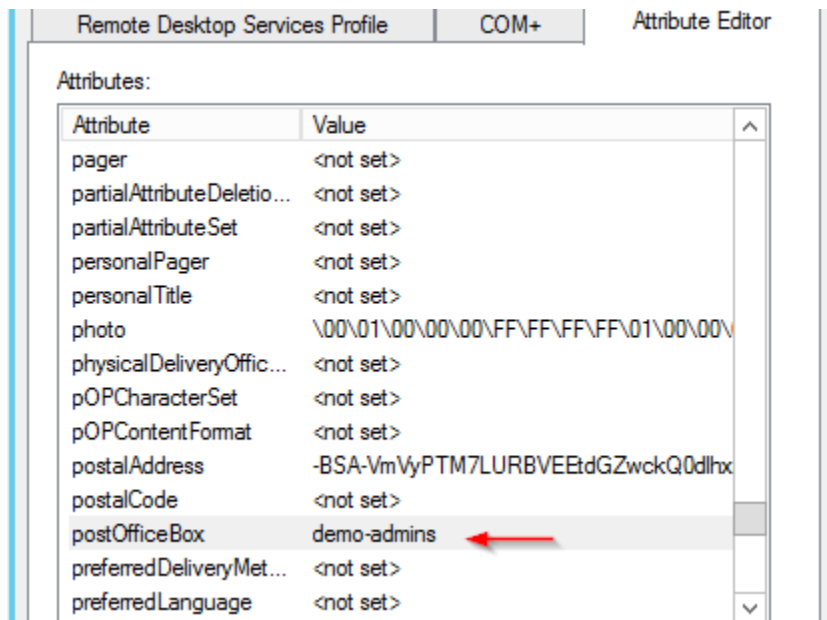 Remote Desktop Services Profile COM+ Attribute Editor
Attributes:
Attribute Value
pager <not set>
partialAttributeDeletio... <not set>
partialAttributeSet <not set>
personalPager <not set>
personalTitle <not set>
photo \00\01\00\00\00\FF\FF\FF\FF\01\00\00\
physicalDeliveryOffic... <not set>
pOPCharacterSet <not set>
pOPContentFormat <not set>
postalAddress -BSA-VmVyPTM7LURBVEEtdGZwckQ0dlhx
postalCode <not set>
postOfficeBox demo-admins
preferredDeliveryMet... <not set>
preferredLanguage <not set>